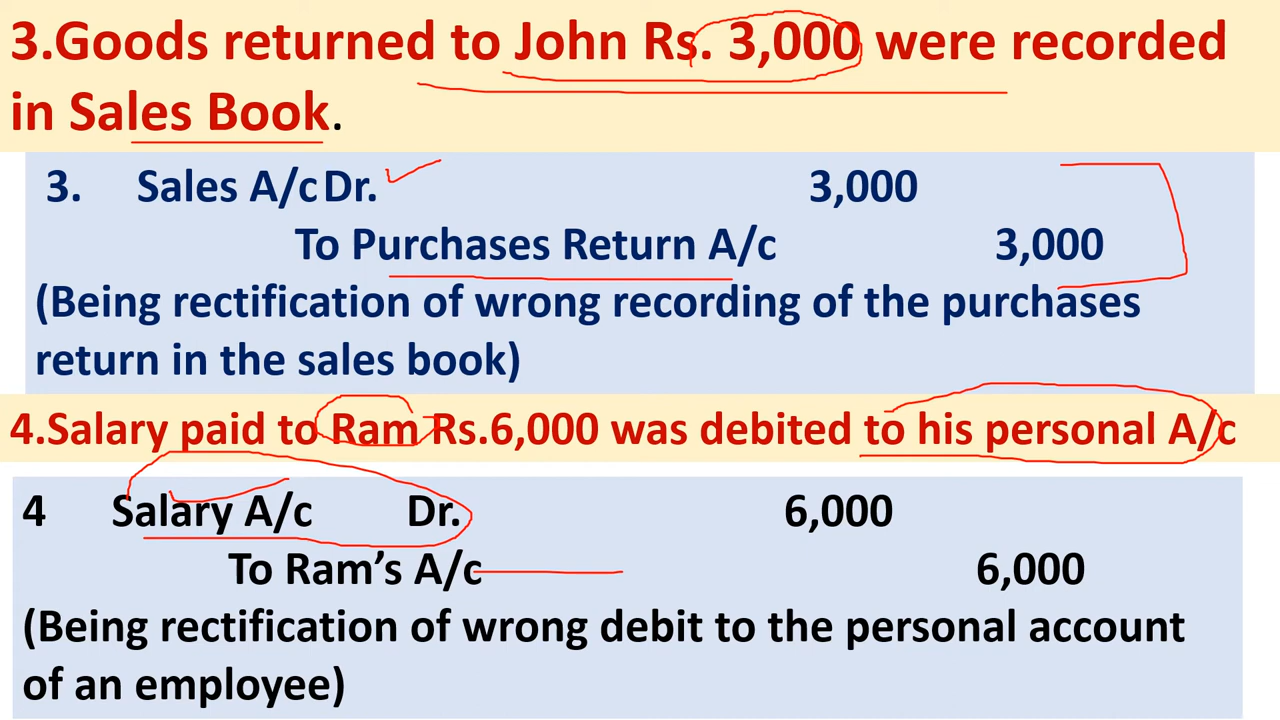 3.Goods returned to John Rs. 3,000 were recorded
in Sales Book.
3. Sales A/c Dr. 3,000
To Purchases Return A/c 3,000
(Being rectification of wrong recording of the purchases
return in the sales book)
4.Salary paid to Ram Rs.6,000 was debited to his personal A/c
4 Salary A/c Dr. 6,000
To Ram’s A/c 6,000
(Being rectification of wrong debit to the personal account
of an employee)